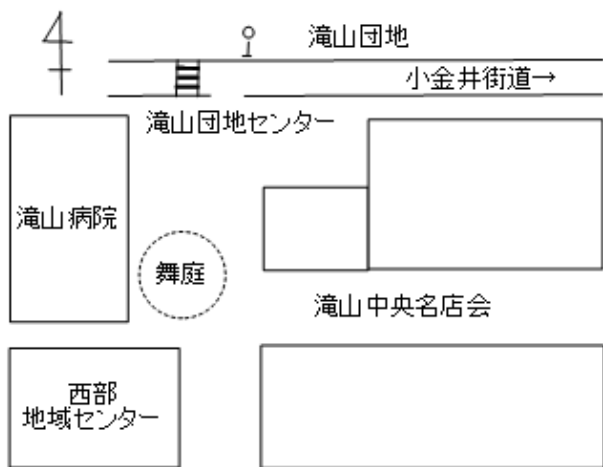 滝山団地
小金井街道→
滝山団地センター
滝山病院
舞庭
滝山中央名店会
西部
地域センター